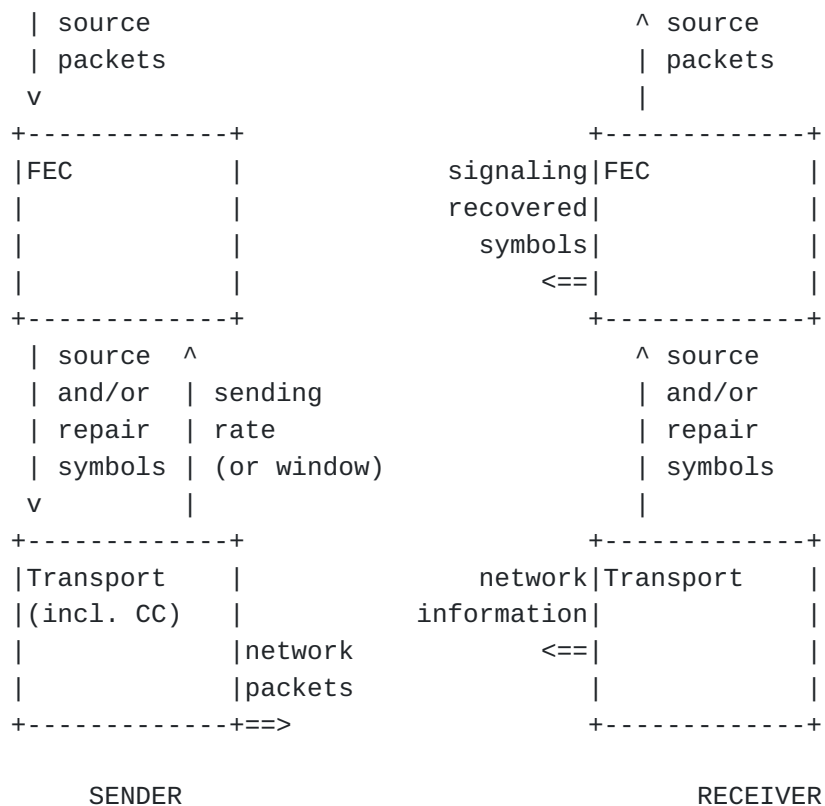 | source                                ^ source
| packets                               | packets
v                                       |
+-------------+                      +-------------+
|FEC          |             signaling|FEC          |
|             |             recovered|             |
|             |               symbols|             |
|             |                   <==|             |
+-------------+                      +-------------+
| source  ^                             ^ source
| and/or  | sending                     | and/or
| repair  | rate                        | repair
| symbols | (or window)                 | symbols
v         |                             |
+-------------+                      +-------------+
|Transport    |               network|Transport    |
|(incl. CC)   |           information|             |
|             |network            <==|             |
|             |packets               |             |
+-------------+==>                   +-------------+
SENDER                                 RECEIVER